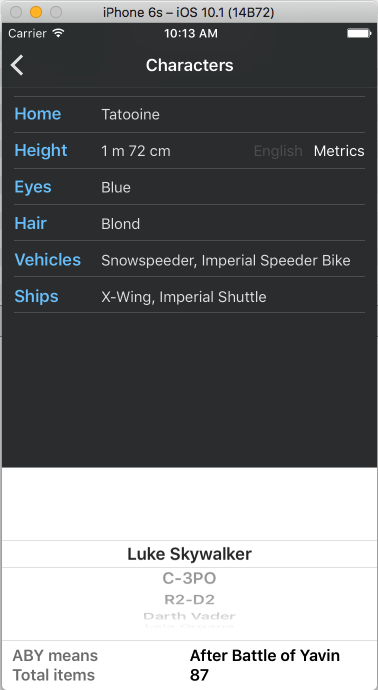 iPhone 6s – iOS 10.1 (14B72)
Carrier 10:13 AM
Characters
Home Tatooine
Height 1 m 72 cm English Metrics
Eyes Blue
Hair Blond
Vehicles Snowspeeder, Imperial Speeder Bike
Ships X-Wing, Imperial Shuttle
Luke Skywalker
C-3PO
R2-D2
Darth Vader
ABY means After Battle of Yavin
Total items 87